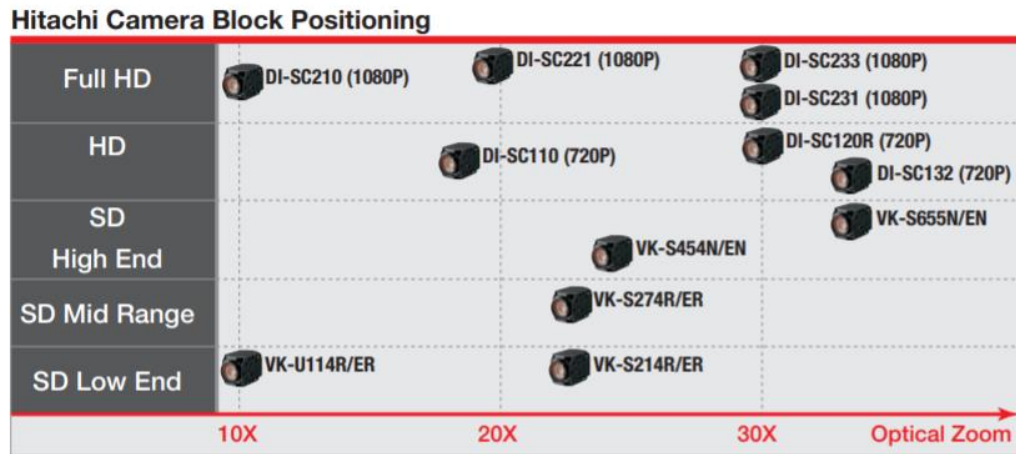 Hitachi Camera Block Positioning
Full HD
DI-SC210 (1080P)
DI-SC221 (1080P)
DI-SC233 (1080P)
DI-SC231 (1080P)
HD
DI-SC110 (720P)
DI-SC120R (720P)
DI-SC132 (720P)
SD
High End
VK-S655N/EN
VK-S454N/EN
SD Mid Range
VK-S274R/ER
SD Low End
VK-U114R/ER
VK-S214R/ER
10X
20X
30X
Optical Zoom